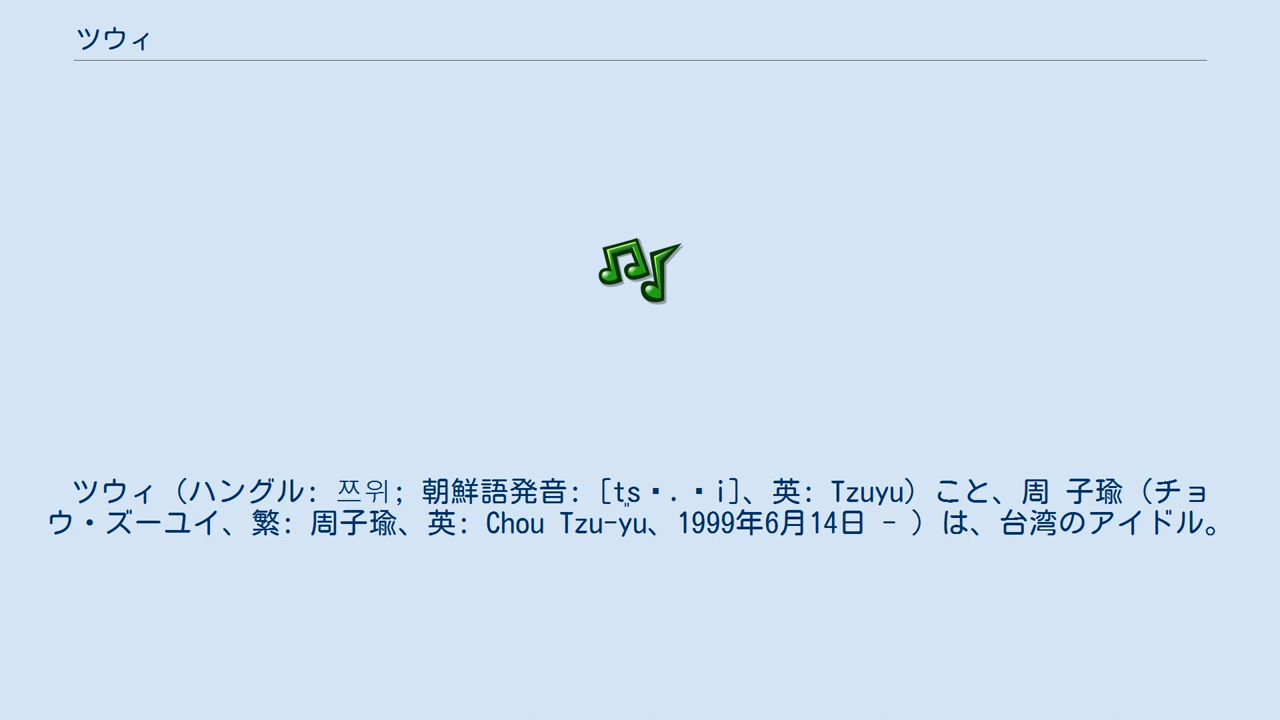 ツウィ
ツウィ（ハングル: 쯔위; 朝鮮語発音: [ts͈▪.▪i]、英: Tzuyu）こと、周 子瑜（チョ
ウ・ズーユイ、繁: 周子瑜、英: Chou Tzu-yu、1999年6月14日 - ）は、台湾のアイドル。